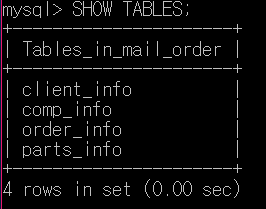 mysql> SHOW TABLES;
+----------------------+
| Tables_in_mail_order |
+----------------------+
| client_info          |
| comp_info            |
| order_info           |
| parts_info           |
+----------------------+
4 rows in set (0.00 sec)